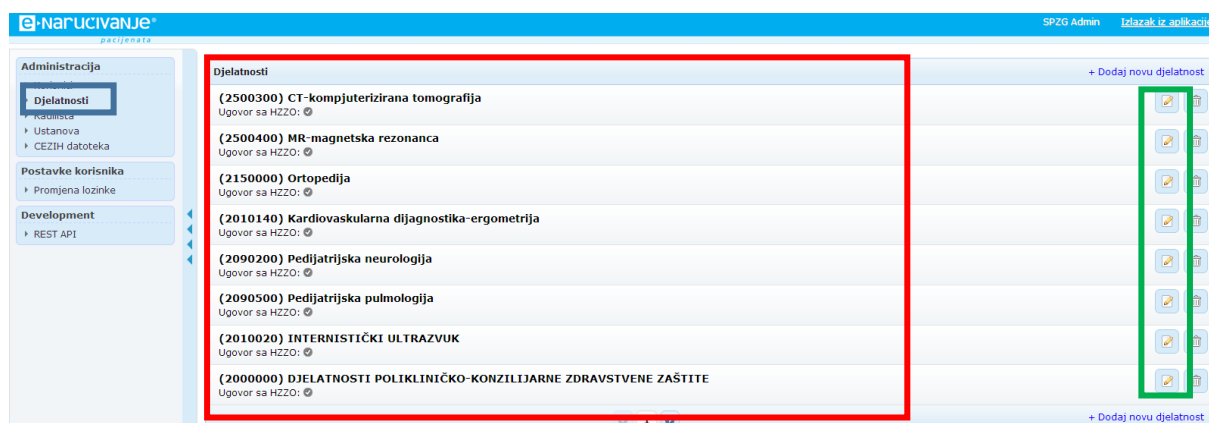 e-Narucivanje®
pacijenata
SPZG Admin Izlazak iz aplikacije
Administracija
Djelatnosti
Radilišta
Ustanova
CEZIH datoteka
Postavke korisnika
Promjena lozinke
Development
REST API
Djelatnosti + Dodaj novu djelatnost
(2500300) CT-kompjuterizirana tomografija
Ugovor sa HZZO:
(2500400) MR-magnetska rezonanca
Ugovor sa HZZO:
(2150000) Ortopedija
Ugovor sa HZZO:
(2010140) Kardiovaskularna dijagnostika-ergometrija
Ugovor sa HZZO:
(2090200) Pedijatrijska neurologija
Ugovor sa HZZO:
(2090500) Pedijatrijska pulmologija
Ugovor sa HZZO:
(2010020) INTERNISTIČKI ULTRAZVUK
Ugovor sa HZZO:
(2000000) DJELATNOSTI POLIKLINIČKO-KONZILIJARNE ZDRAVSTVENE ZAŠTITE
Ugovor sa HZZO:
+ Dodaj novu djelatnost